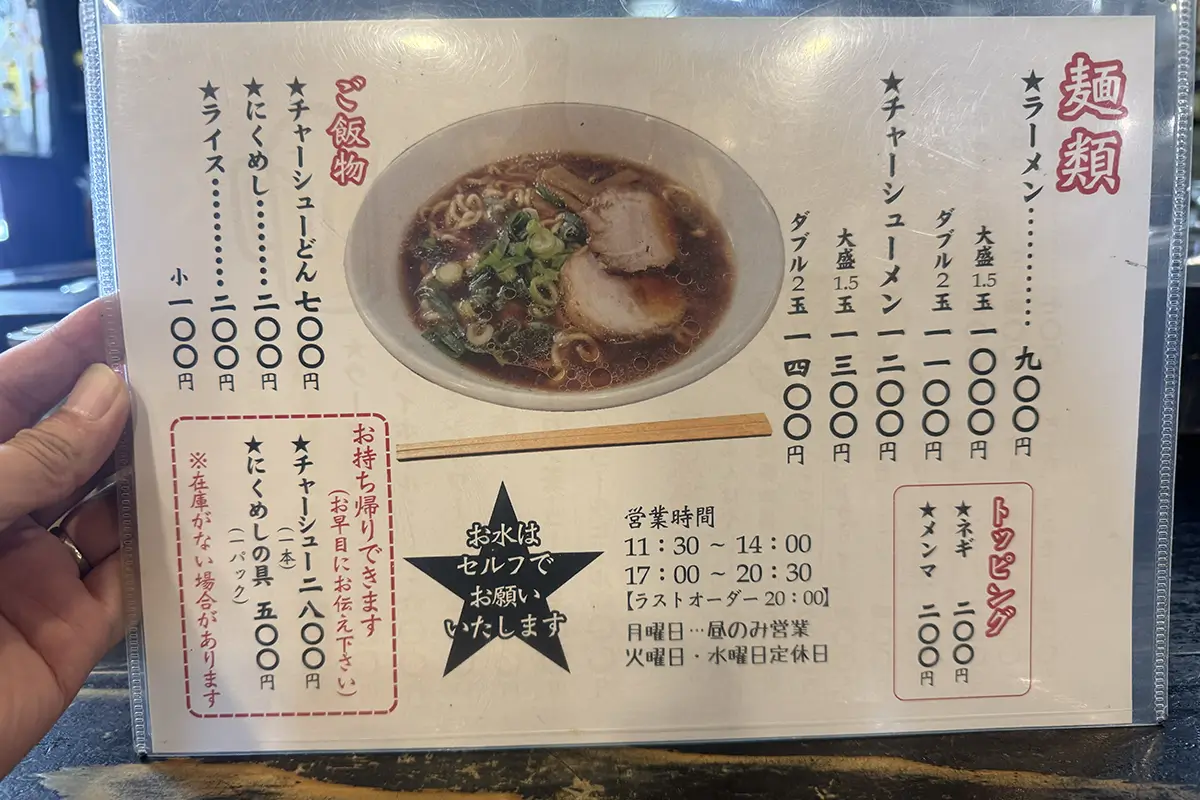 麺類
★ラーメン………… 九〇〇円
大盛1.5玉 一〇〇〇円
ダブル2玉 一一〇〇円
★チャーシューメン 一二〇〇円
大盛1.5玉 一三〇〇円
ダブル2玉 一四〇〇円
トッピング
★ネギ 二〇〇円
★メンマ 二〇〇円
ご飯物
★チャーシューどん 七〇〇円
★にくめし………… 二〇〇円
★ライス………… 二〇〇円
小 一〇〇円
営業時間
11：30 ～ 14：00
17：00 ～ 20：30
【ラストオーダー 20：00】
月曜日…昼のみ営業
火曜日・水曜日定休日
お水は
セルフで
お願い
いたします
お持ち帰りできます
(お早目にお伝え下さい)
★チャーシュー 二八〇〇円
(一本)
★にくめしの具 五〇〇円
(一パック)
※在庫がない場合があります